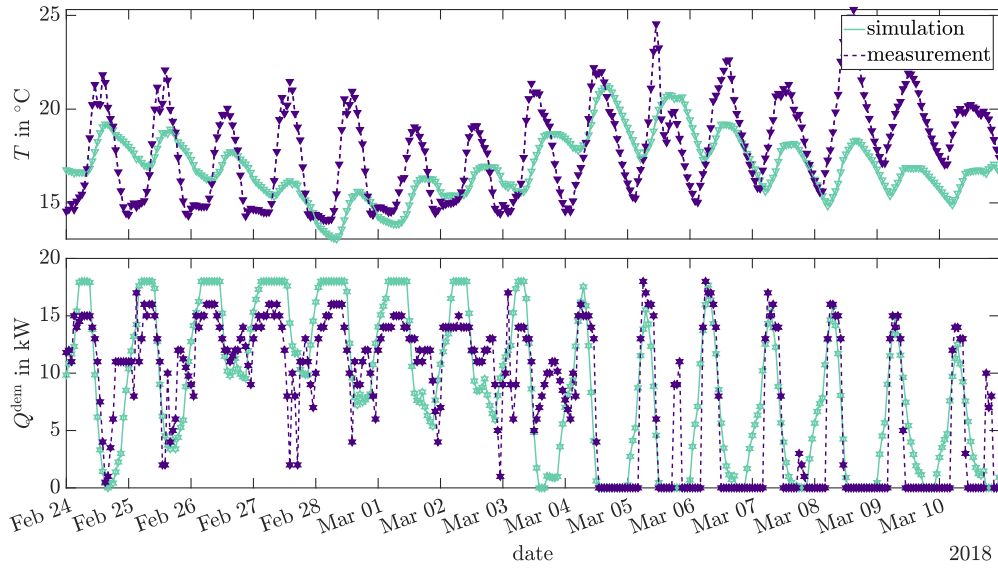 25
20
15
T in °C
simulation
measurement
20
15
10
5
0
Q^dem in kW
Feb 24
Feb 25
Feb 26
Feb 27
Feb 28
Mar 01
Mar 02
Mar 03
Mar 04
Mar 05
Mar 06
Mar 07
Mar 08
Mar 09
Mar 10
date
2018